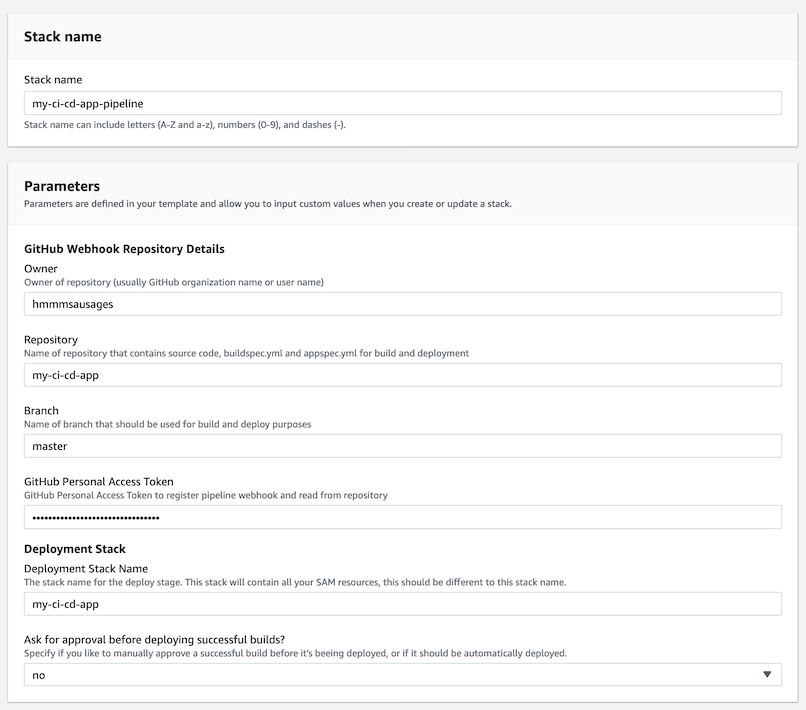 Stack name
Stack name
my-ci-cd-app-pipeline
Stack name can include letters (A-Z and a-z), numbers (0-9), and dashes (-).
Parameters
Parameters are defined in your template and allow you to input custom values when you create or update a stack.
GitHub Webhook Repository Details
Owner
Owner of repository (usually GitHub organization name or user name)
hmmmsausages
Repository
Name of repository that contains source code, buildspec.yml and appspec.yml for build and deployment
my-ci-cd-app
Branch
Name of branch that should be used for build and deploy purposes
master
GitHub Personal Access Token
GitHub Personal Access Token to register pipeline webhook and read from repository
••••••••••••••••••••••••••••••••
Deployment Stack
Deployment Stack Name
The stack name for the deploy stage. This stack will contain all your SAM resources, this should be different to this stack name.
my-ci-cd-app
Ask for approval before deploying successful builds?
Specify if you like to manually approve a successful build before it's beeing deployed, or if it should be automatically deployed.
no